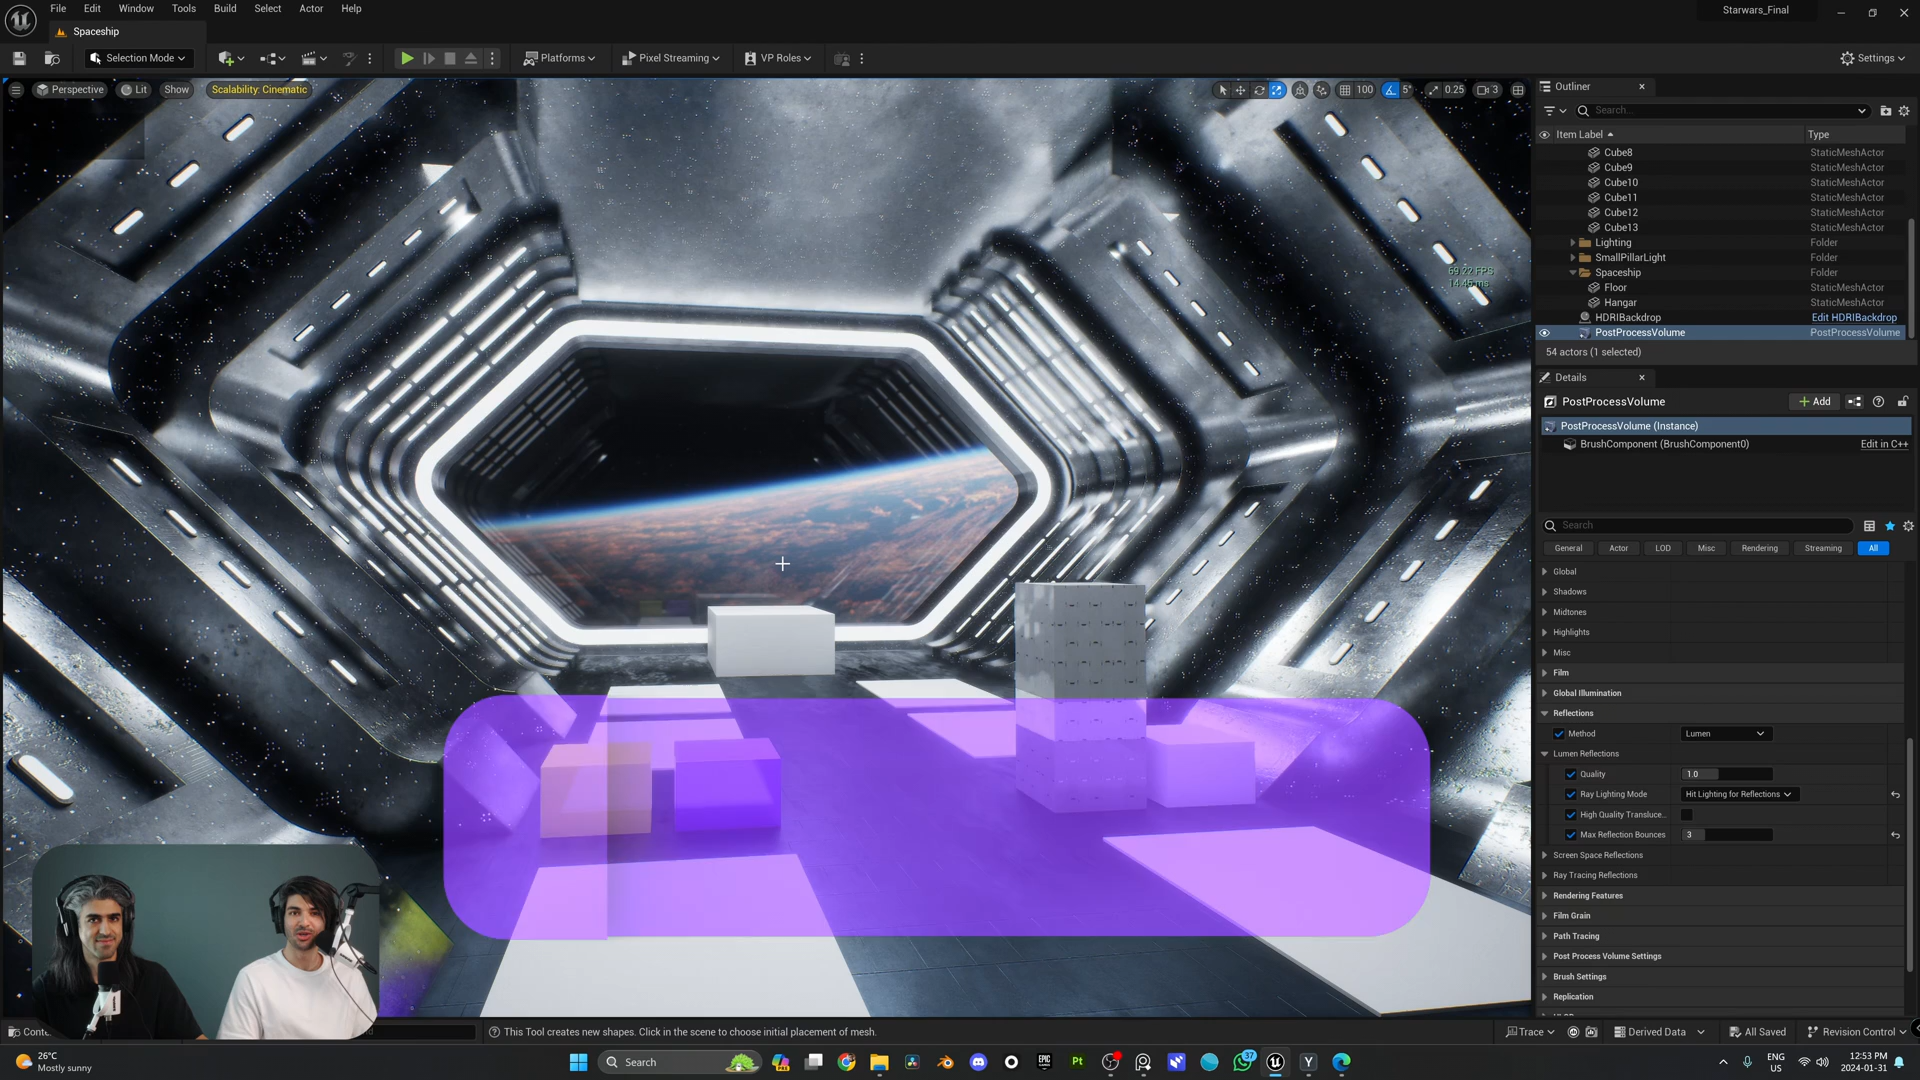 File Edit Window Tools Build Select Actor Help
Starwars_Final
Spaceship
Selection Mode
Platforms
Pixel Streaming
VP Roles
Settings
Perspective
Lit
Show
Scalability: Cinematic
100
5°
0.25
3
69.22 FPS
Outliner
Search...
Item Label
Type
Cube8 StaticMeshActor
Cube9 StaticMeshActor
Cube10 StaticMeshActor
Cube11 StaticMeshActor
Cube12 StaticMeshActor
Cube13 StaticMeshActor
Lighting Folder
SmallPillarLight Folder
Spaceship Folder
Floor StaticMeshActor
Hangar StaticMeshActor
HDRIBackdrop Edit HDRIBackdrop
PostProcessVolume PostProcessVolume
54 actors (1 selected)
Details
PostProcessVolume
Add
PostProcessVolume (Instance)
BrushComponent (BrushComponent0) Edit in C++
Search
General Actor LOD Misc Rendering Streaming All
Global
Shadows
Midtones
Highlights
Misc
Film
Global Illumination
Reflections
Method Lumen
Lumen Reflections
Quality 1.0
Ray Lighting Mode Hit Lighting for Reflections
High Quality Transluce...
Max Reflection Bounces 3
Screen Space Reflections
Ray Tracing Reflections
Rendering Features
Film Grain
Path Tracing
Post Process Volume Settings
Brush Settings
Replication
This Tool creates new shapes. Click in the scene to choose initial placement of mesh.
Trace
Derived Data
All Saved
Revision Control
26°C
Mostly sunny
Search
37
ENG
US
12:53 PM
2024-01-31